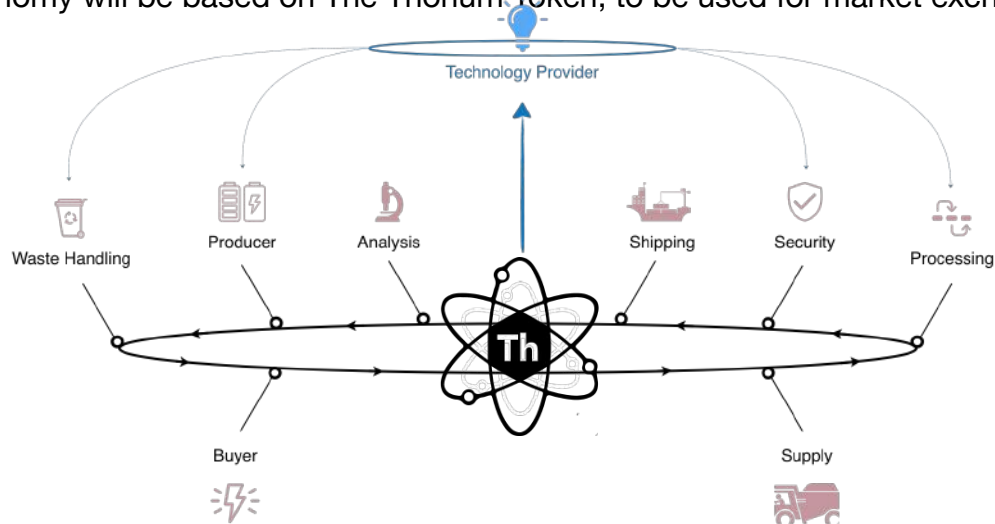 nomy will be based on The Thorium Token, to be used for market
Technology Provider
Waste Handling
Producer
Analysis
Shipping
Security
Processing
Th
Buyer
Supply